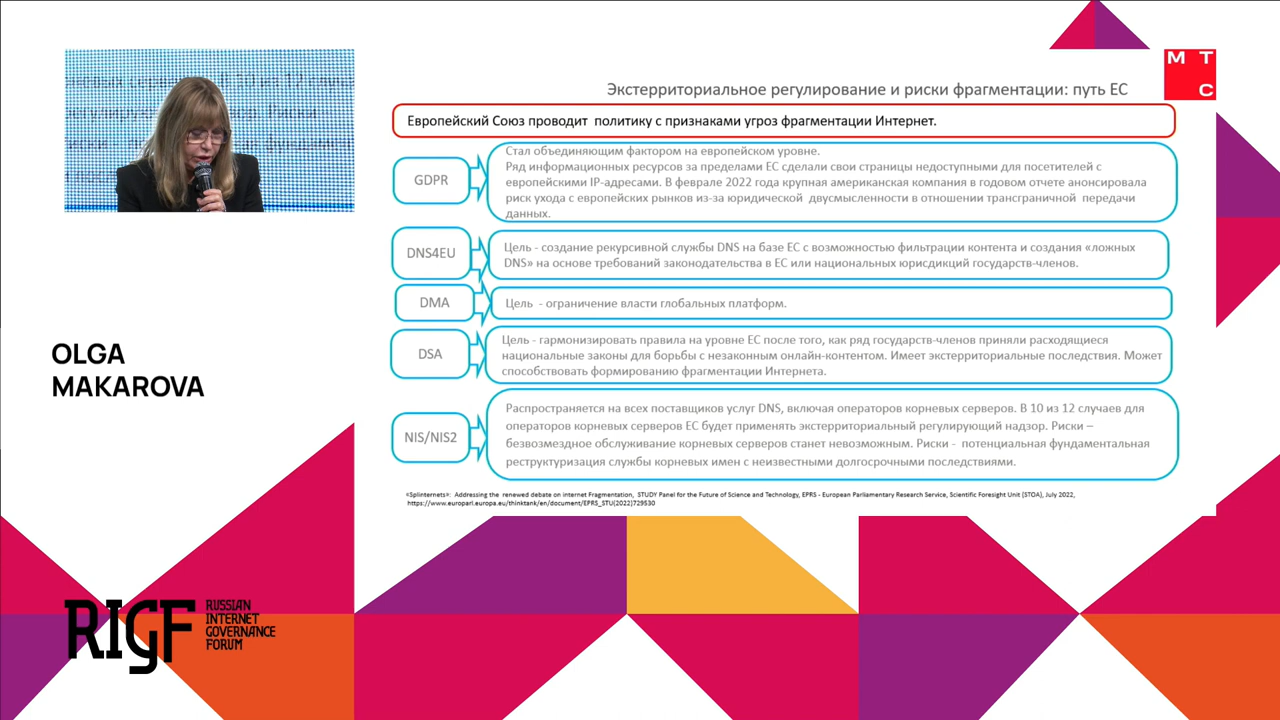 МТ
С
Экстерриториальное регулирование и риски фрагментации: путь ЕС
Европейский Союз проводит политику с признаками угроз фрагментации Интернет.
GDPR
Стал объединяющим фактором на европейском уровне.
Ряд информационных ресурсов за пределами ЕС сделали свои страницы недоступными для посетителей с
европейскими IP-адресами. В феврале 2022 года крупная американская компания в годовом отчете анонсировала
риск ухода с европейских рынков из-за юридической двусмысленности в отношении трансграничной передачи
данных.
DNS4EU
Цель - создание рекурсивной службы DNS на базе ЕС с возможностью фильтрации контента и создания «ложных
DNS» на основе требований законодательства в ЕС или национальных юрисдикций государств-членов.
DMA
Цель - ограничение власти глобальных платформ.
DSA
Цель - гармонизировать правила на уровне ЕС после того, как ряд государств-членов приняли расходящиеся
национальные законы для борьбы с незаконным онлайн-контентом. Имеет экстерриториальные последствия. Может
способствовать формированию фрагментации Интернета.
NIS/NIS2
Распространяется на всех поставщиков услуг DNS, включая операторов корневых серверов. В 10 из 12 случаев для
операторов корневых серверов ЕС будет применять экстерриториальный регулирующий надзор. Риски –
безвозмездное обслуживание корневых серверов станет невозможным. Риски - потенциальная фундаментальная
реструктуризация службы корневых имен с неизвестными долгосрочными последствиями.
«Splinternets»: Addressing the renewed debate on internet Fragmentation, STUDY Panel for the Future of Science and Technology, EPRS - European Parliamentary Research Service, Scientific Foresight Unit (STOA), July 2022,
https://www.europarl.europa.eu/thinktank/en/document/EPRS_STU(2022)729530
OLGA
MAKAROVA
RIGF
RUSSIAN
INTERNET
GOVERNANCE
FORUM